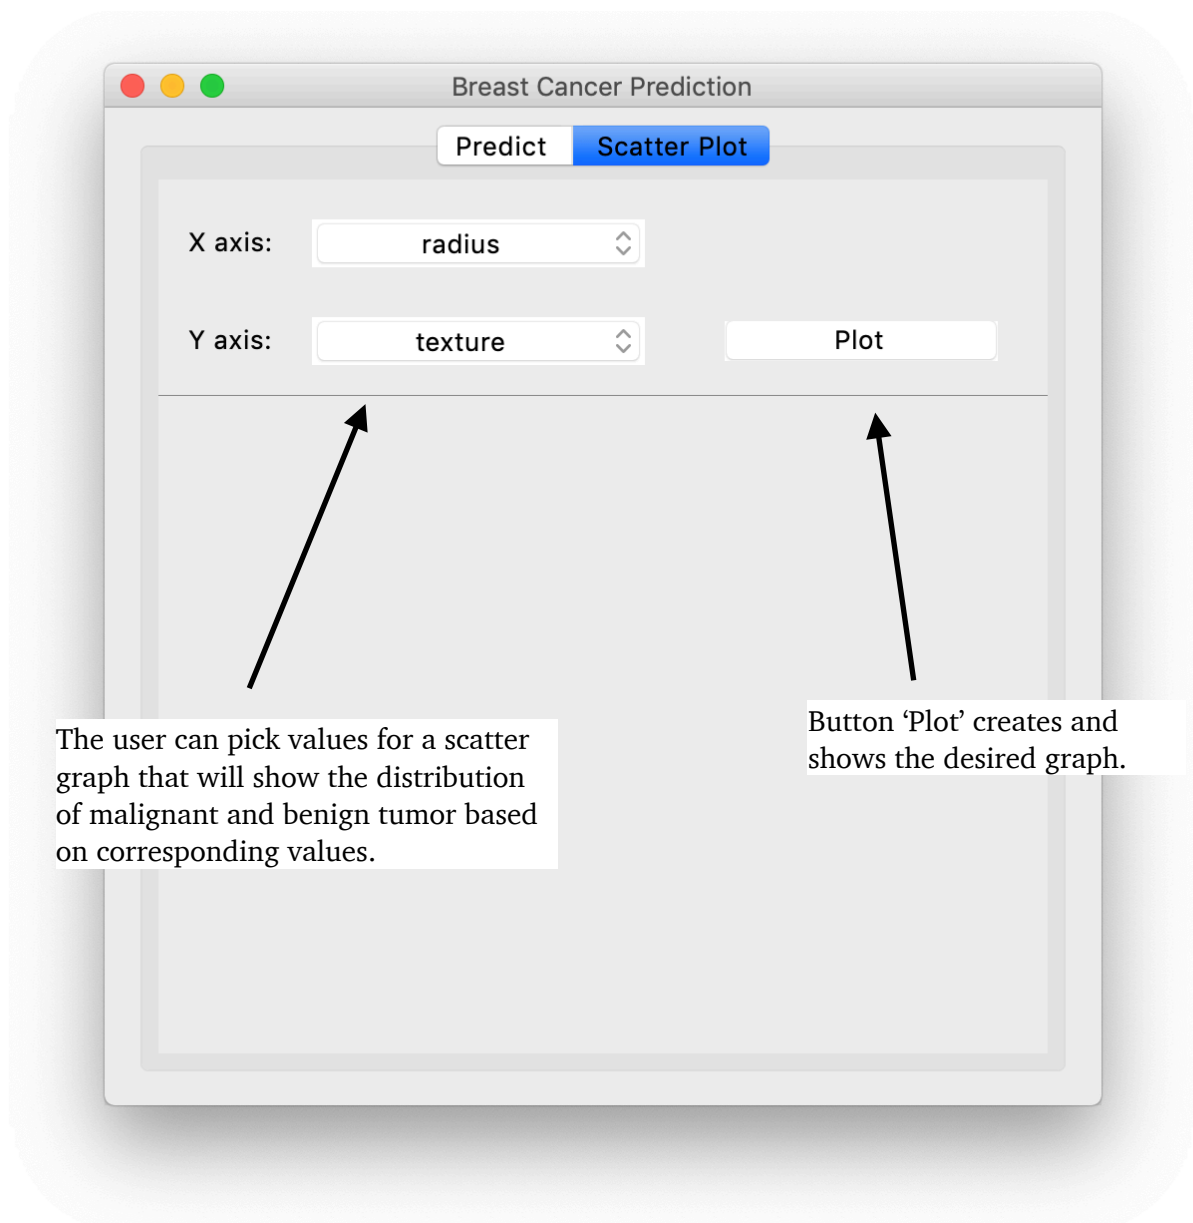 Breast Cancer Prediction
Predict Scatter Plot
X axis: radius
Y axis: texture Plot
The user can pick values for a scatter
graph that will show the distribution
of malignant and benign tumor based
on corresponding values.
Button ‘Plot’ creates and
shows the desired graph.